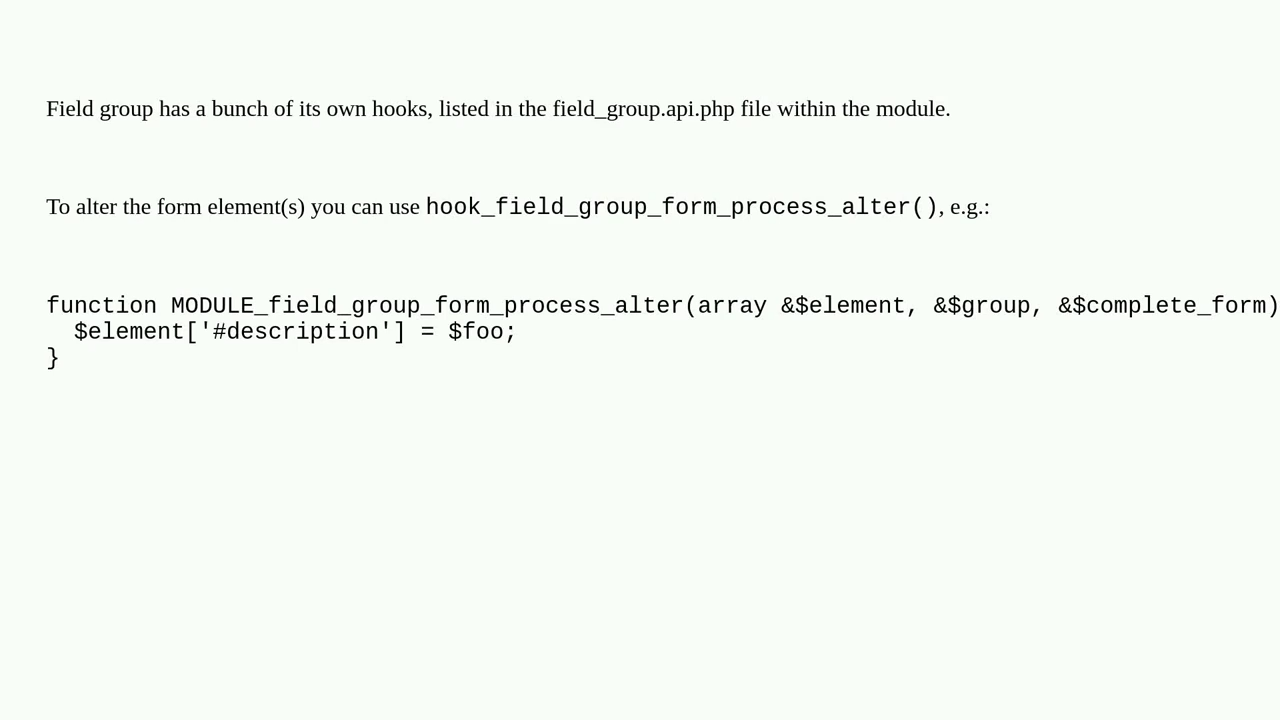 Field group has a bunch of its own hooks, listed in the field_group.api.php file within the module.
To alter the form element(s) you can use hook_field_group_form_process_alter(), e.g.:
function MODULE_field_group_form_process_alter(array &$element, &$group, &$complete_form)
  $element['#description'] = $foo;
}